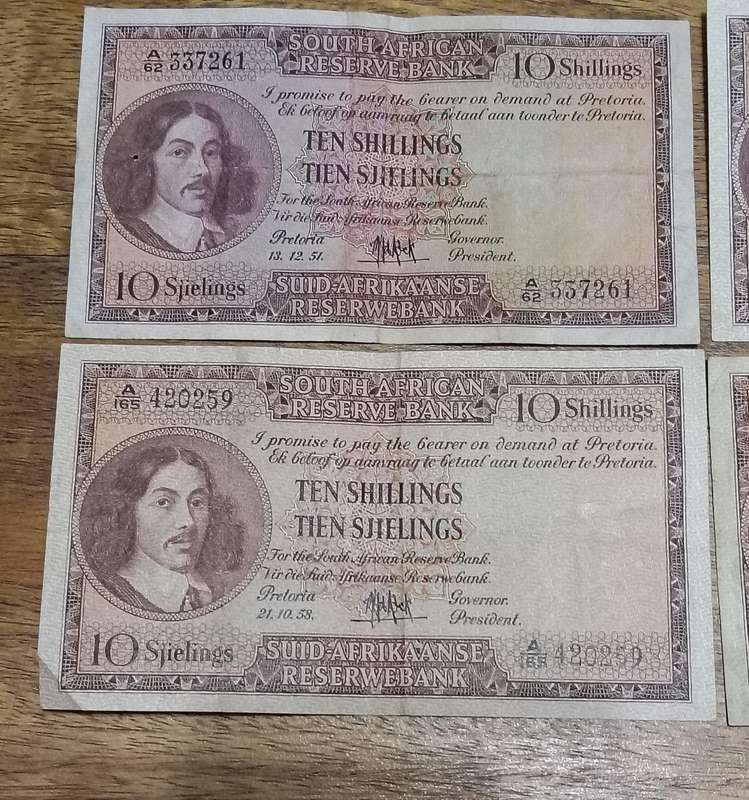 A/62 337261
SOUTH AFRICAN
RESERVE BANK
10 Shillings
I promise to pay the bearer on demand at Pretoria.
Ek beloof op aanvraag te betaal aan toonder te Pretoria.
TEN SHILLINGS
TIEN SJIELINGS
For the South African Reserve Bank.
Vir die Suid-Afrikaanse Reserwebank.
Pretoria
13. 12. 51.
Governor.
President.
10 Sjielings
SUID-AFRIKAANSE
RESERWEBANK
A/62 337261
A/165 420259
SOUTH AFRICAN
RESERVE BANK
10 Shillings
I promise to pay the bearer on demand at Pretoria.
Ek beloof op aanvraag te betaal aan toonder te Pretoria.
TEN SHILLINGS
TIEN SJIELINGS
For the South African Reserve Bank.
Vir die Suid-Afrikaanse Reserwebank.
Pretoria
21. 10. 58.
Governor.
President.
10 Sjielings
SUID-AFRIKAANSE
RESERWEBANK
A/165 420259